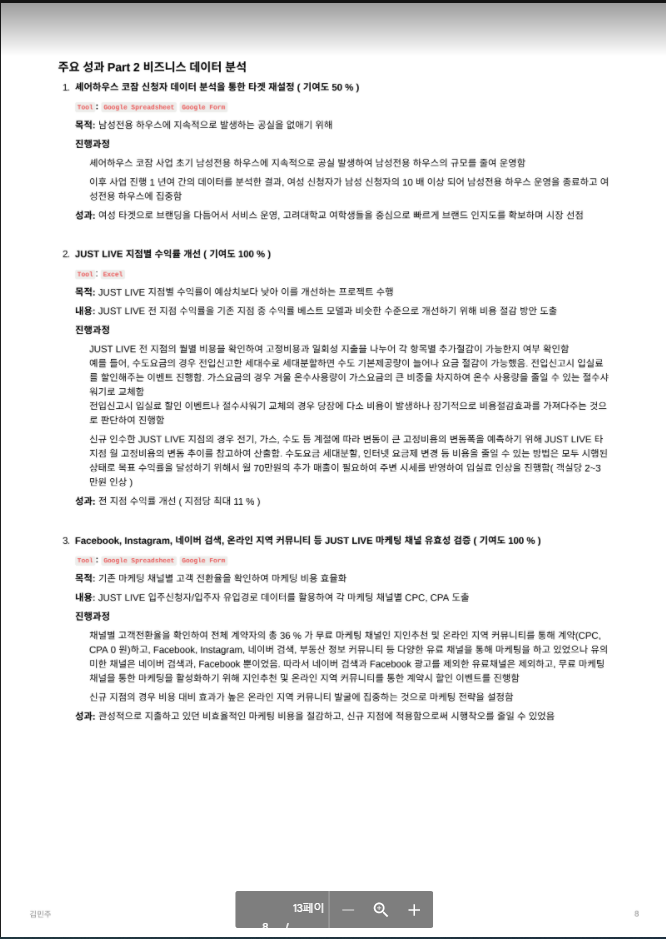 주요 성과 Part 2 비즈니스 데이터 분석
1. 셰어하우스 코잠 신청자 데이터 분석을 통한 타겟 재설정 ( 기여도 50 % )
Tool : Google Spreadsheet Google Form
목적: 남성전용 하우스에 지속적으로 발생하는 공실을 없애기 위해
진행과정
셰어하우스 코잠 사업 초기 남성전용 하우스에 지속적으로 공실 발생하여 남성전용 하우스의 규모를 줄여 운영함
이후 사업 진행 1 년여 간의 데이터를 분석한 결과, 여성 신청자가 남성 신청자의 10 배 이상 되어 남성전용 하우스 운영을 종료하고 여
성전용 하우스에 집중함
성과: 여성 타겟으로 브랜딩을 다듬어서 서비스 운영, 고려대학교 여학생들을 중심으로 빠르게 브랜드 인지도를 확보하며 시장 선점
2. JUST LIVE 지점별 수익률 개선 ( 기여도 100 % )
Tool : Excel
목적: JUST LIVE 지점별 수익률이 예상치보다 낮아 이를 개선하는 프로젝트 수행
내용: JUST LIVE 전 지점 수익률을 기존 지점 중 수익률 베스트 모델과 비슷한 수준으로 개선하기 위해 비용 절감 방안 도출
진행과정
JUST LIVE 전 지점의 월별 비용을 확인하여 고정비용과 일회성 지출을 나누어 각 항목별 추가절감이 가능한지 여부 확인함
예를 들어, 수도요금의 경우 전입신고한 세대수로 세대분할하면 수도 기본제공량이 늘어나 요금 절감이 가능했음. 전입신고시 입실료
를 할인해주는 이벤트 진행함. 가스요금의 경우 겨울 온수사용량이 가스요금의 큰 비중을 차지하여 온수 사용량을 줄일 수 있는 절수샤
워기로 교체함
전입신고시 입실료 할인 이벤트나 절수샤워기 교체의 경우 당장에 다소 비용이 발생하나 장기적으로 비용절감효과를 가져다주는 것으
로 판단하여 진행함
신규 인수한 JUST LIVE 지점의 경우 전기, 가스, 수도 등 계절에 따라 변동이 큰 고정비용의 변동폭을 예측하기 위해 JUST LIVE 타
지점 월 고정비용의 변동 추이를 참고하여 산출함. 수도요금 세대분할, 인터넷 요금제 변경 등 비용을 줄일 수 있는 방법은 모두 시행된
상태로 목표 수익률을 달성하기 위해서 월 70만원의 추가 매출이 필요하여 주변 시세를 반영하여 입실료 인상을 진행함( 객실당 2~3
만원 인상 )
성과: 전 지점 수익률 개선 ( 지점당 최대 11 % )
3. Facebook, Instagram, 네이버 검색, 온라인 지역 커뮤니티 등 JUST LIVE 마케팅 채널 유효성 검증 ( 기여도 100 % )
Tool : Google Spreadsheet Google Form
목적: 기존 마케팅 채널별 고객 전환율을 확인하여 마케팅 비용 효율화
내용: JUST LIVE 입주신청자/입주자 유입경로 데이터를 활용하여 각 마케팅 채널별 CPC, CPA 도출
진행과정
채널별 고객전환율을 확인하여 전체 계약자의 총 36 % 가 무료 마케팅 채널인 지인추천 및 온라인 지역 커뮤니티를 통해 계약(CPC,
CPA 0 원)하고, Facebook, Instagram, 네이버 검색, 부동산 정보 커뮤니티 등 다양한 유료 채널을 통해 마케팅을 하고 있었으나 유의
미한 채널은 네이버 검색과, Facebook 뿐이었음. 따라서 네이버 검색과 Facebook 광고를 제외한 유료채널은 제외하고, 무료 마케팅
채널을 통한 마케팅을 활성화하기 위해 지인추천 및 온라인 지역 커뮤니티를 통한 계약시 할인 이벤트를 진행함
신규 지점의 경우 비용 대비 효과가 높은 온라인 지역 커뮤니티 발굴에 집중하는 것으로 마케팅 전략을 설정함
성과: 관성적으로 지출하고 있던 비효율적인 마케팅 비용을 절감하고, 신규 지점에 적용함으로써 시행착오를 줄일 수 있었음
13페이
8 /
김민주
8